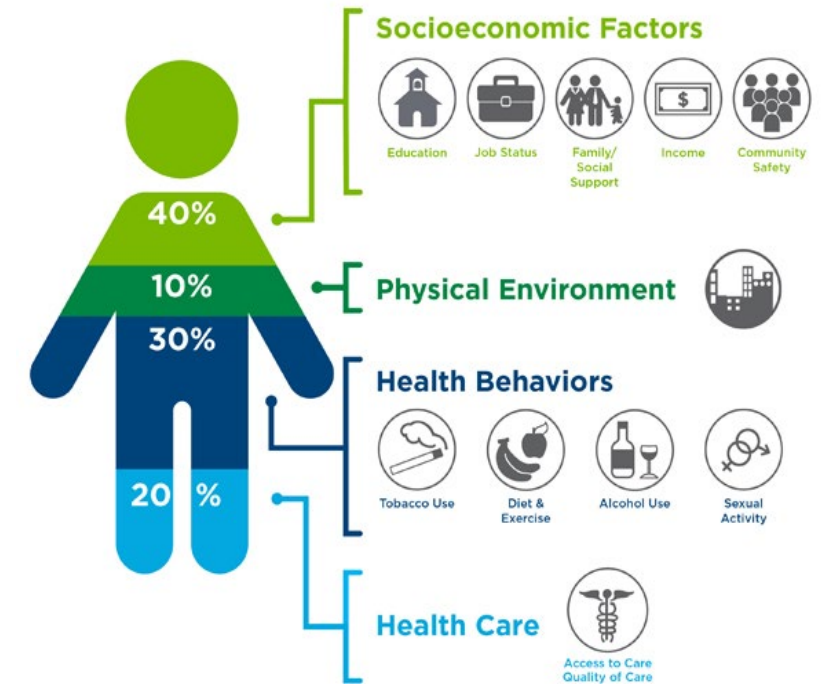 Socioeconomic Factors
$
Education
Job Status
Family/
Social
Support
Income
Community
Safety
40%
10%
Physical Environment
30%
Health Behaviors
Tobacco Use
Diet &
Exercise
Alcohol Use
Sexual
Activity
20 %
Health Care
Access to Care
Quality of Care